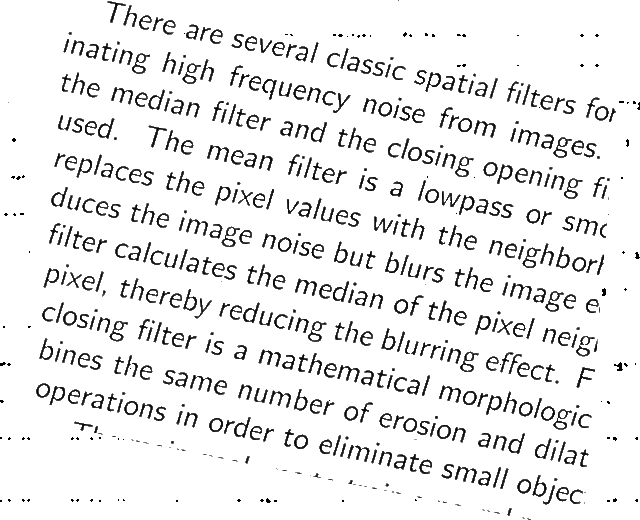 There are several classic spatial filters for
inating high frequency noise from images.
the median filter and the closing opening fi
used. The mean filter is a lowpass or smo
replaces the pixel values with the neighborh
duces the image noise but blurs the image e
filter calculates the median of the pixel neig
pixel, thereby reducing the blurring effect. F
closing filter is a mathematical morphologic
bines the same number of erosion and dilat
operations in order to eliminate small objec